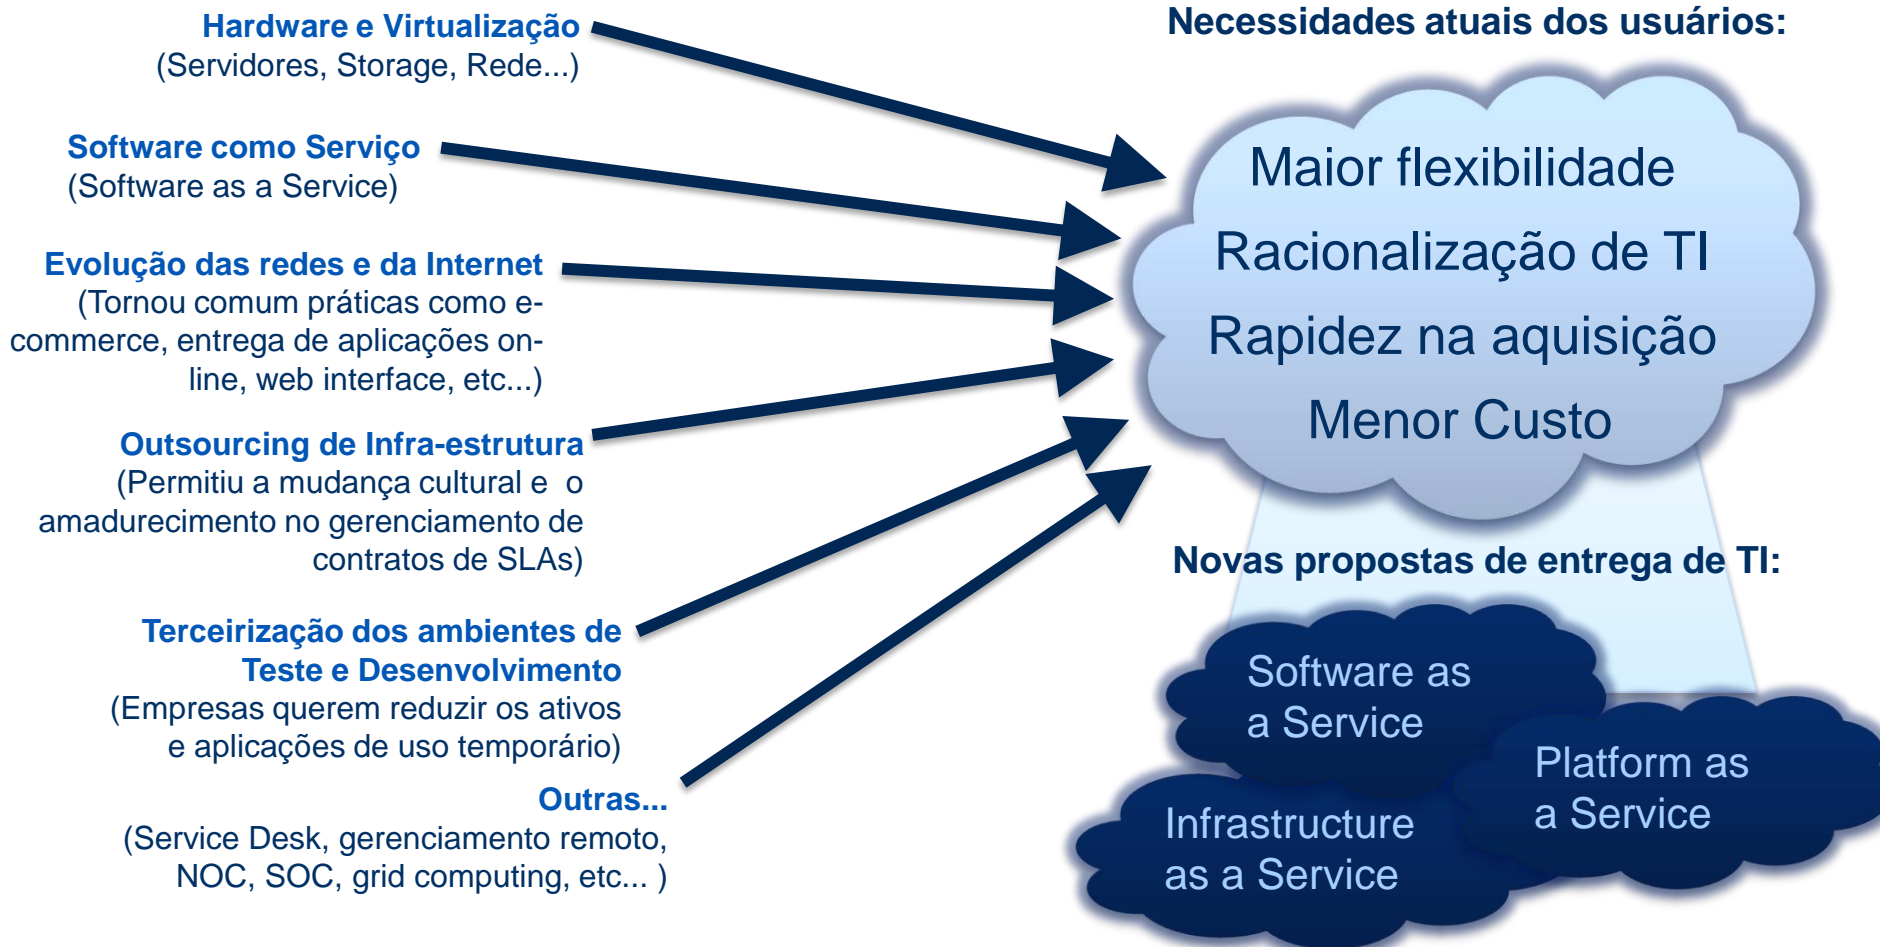 Hardware e Virtualização
(Servidores, Storage, Rede...)
Software como Serviço
(Software as a Service)
Evolução das redes e da Internet
(Tornou comum práticas como e-
commerce, entrega de aplicações on-
line, web interface, etc...)
Outsourcing de Infra-estrutura
(Permitiu a mudança cultural e  o
amadurecimento no gerenciamento de
contratos de SLAs)
Terceirização dos ambientes de
Teste e Desenvolvimento
(Empresas querem reduzir os ativos
e aplicações de uso temporário)
Outras...
(Service Desk, gerenciamento remoto,
NOC, SOC, grid computing, etc... )
Necessidades atuais dos usuários:
Maior flexibilidade
Racionalização de TI
Rapidez na aquisição
Menor Custo
Novas propostas de entrega de TI:
Software as
a Service
Platform as
a Service
Infrastructure
as a Service